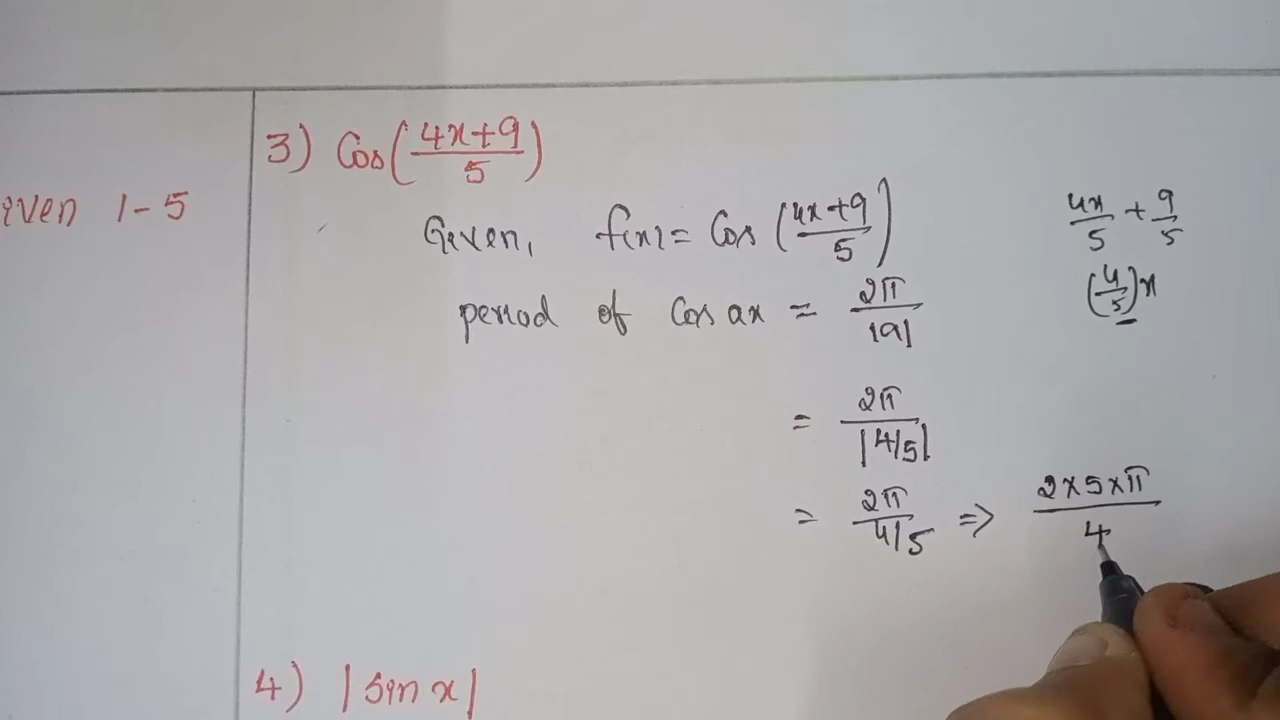 iven 1-5
3) Cos(4x+9/5)
Given, f(x) = Cos (4x+9/5)
4x/5 + 9/5
(4/5)x
period of Cos ax = 2π/|a|
= 2π/|4/5|
= 2π/4/5 ⇒ 2×5×π/4
4) |Sin x|